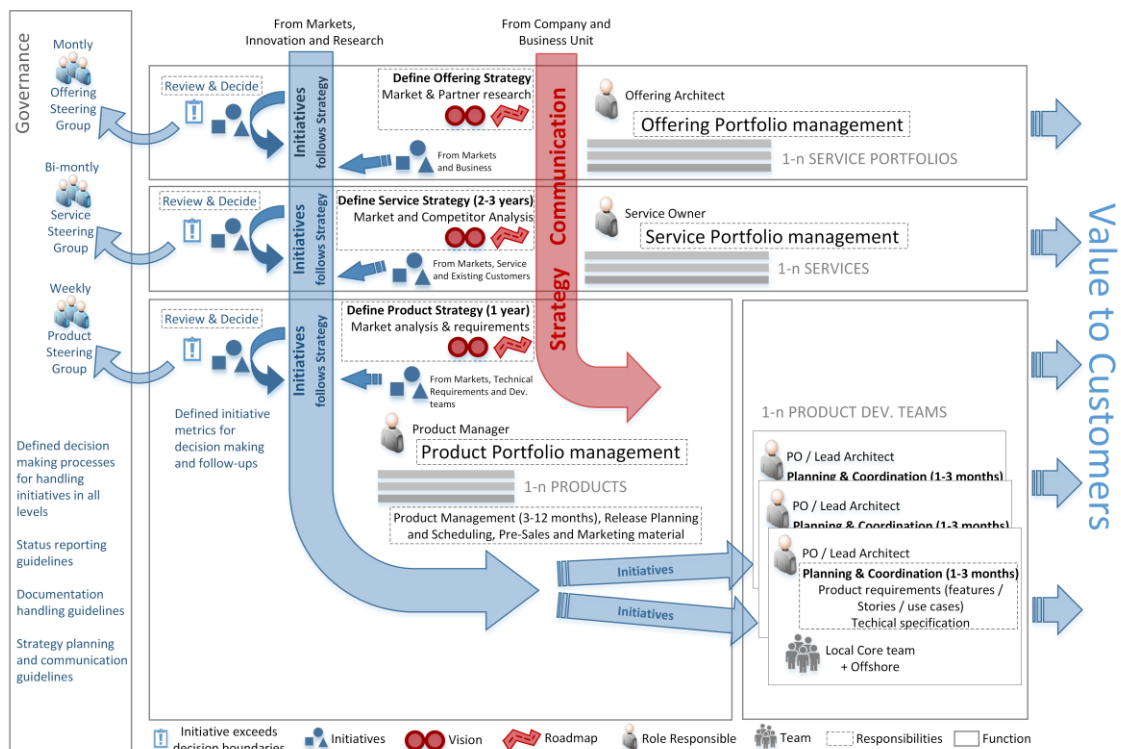 From Markets,
Innovation and Research
From Company and
Business Unit
Governance
Montly
Offering
Steering
Group
Bi-montly
Service
Steering
Group
Weekly
Product
Steering
Group
Defined decision
making processes
for handling
initiatives in all
levels
Status reporting
guidelines
Documentation
handling guidelines
Strategy planning
and communication
guidelines
Review & Decide
Initiatives
follows Strategy
Define Offering Strategy
Market & Partner research
From Markets
and Business
Offering Architect
Offering Portfolio management
1-n SERVICE PORTFOLIOS
Review & Decide
Initiatives
follows Strategy
Define Service Strategy (2-3 years)
Market and Competitor Analysis
From Markets, Service
and Existing Customers
Service Owner
Service Portfolio management
1-n SERVICES
Strategy Communication
Review & Decide
Initiatives
follows Strategy
Define Product Strategy (1 year)
Market analysis & requirements
From Markets, Technical
Requirements and Dev.
teams
Defined initiative
metrics for
decision making
and follow-ups
Product Manager
Product Portfolio management
1-n PRODUCTS
Product Management (3-12 months), Release Planning
and Scheduling, Pre-Sales and Marketing material
Initiatives
Initiatives
1-n PRODUCT DEV. TEAMS
PO / Lead Architect
Planning & Coordination (1-3 months)
PO / Lead Architect
Planning & Coordination (1-3 months)
PO / Lead Architect
Planning & Coordination (1-3 months)
Product requirements (features /
Stories / use cases)
Techical specification
Local Core team
+ Offshore
Value to Customers
Initiative exceeds
decision boundaries
Initiatives
Vision
Roadmap
Role Responsible
Team
Responsibilities
Function